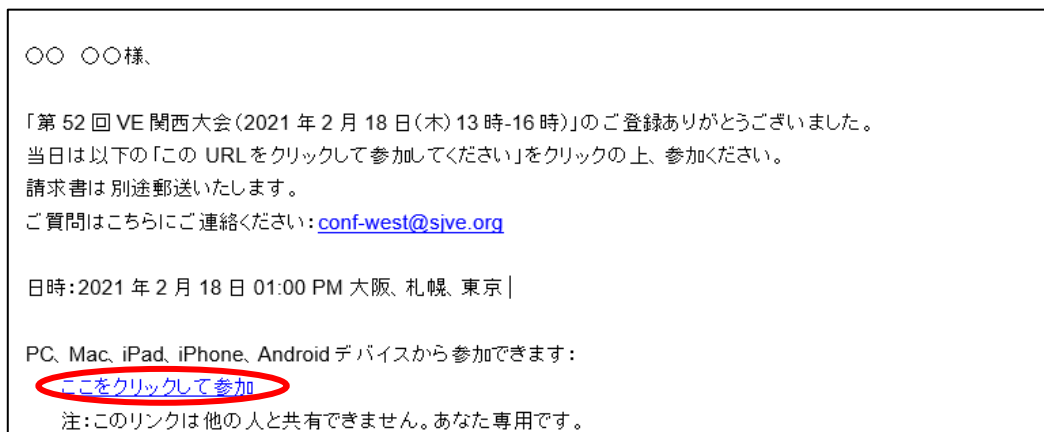 〇〇 〇〇様、
「第 52 回 VE 関西大会（2021 年 2 月 18 日（木）13 時-16 時）」のご登録ありがとうございました。
当日は以下の「この URLをクリックして参加してください」をクリックの上、参加ください。
請求書は別途郵送いたします。
ご質問はこちらにご連絡ください：conf-west@sjve.org
日時：2021 年 2 月 18 日 01:00 PM 大阪、札幌、東京
PC、Mac、iPad、iPhone、Android デバイスから参加できます：
ここをクリックして参加
注：このリンクは他の人と共有できません。あなた専用です。